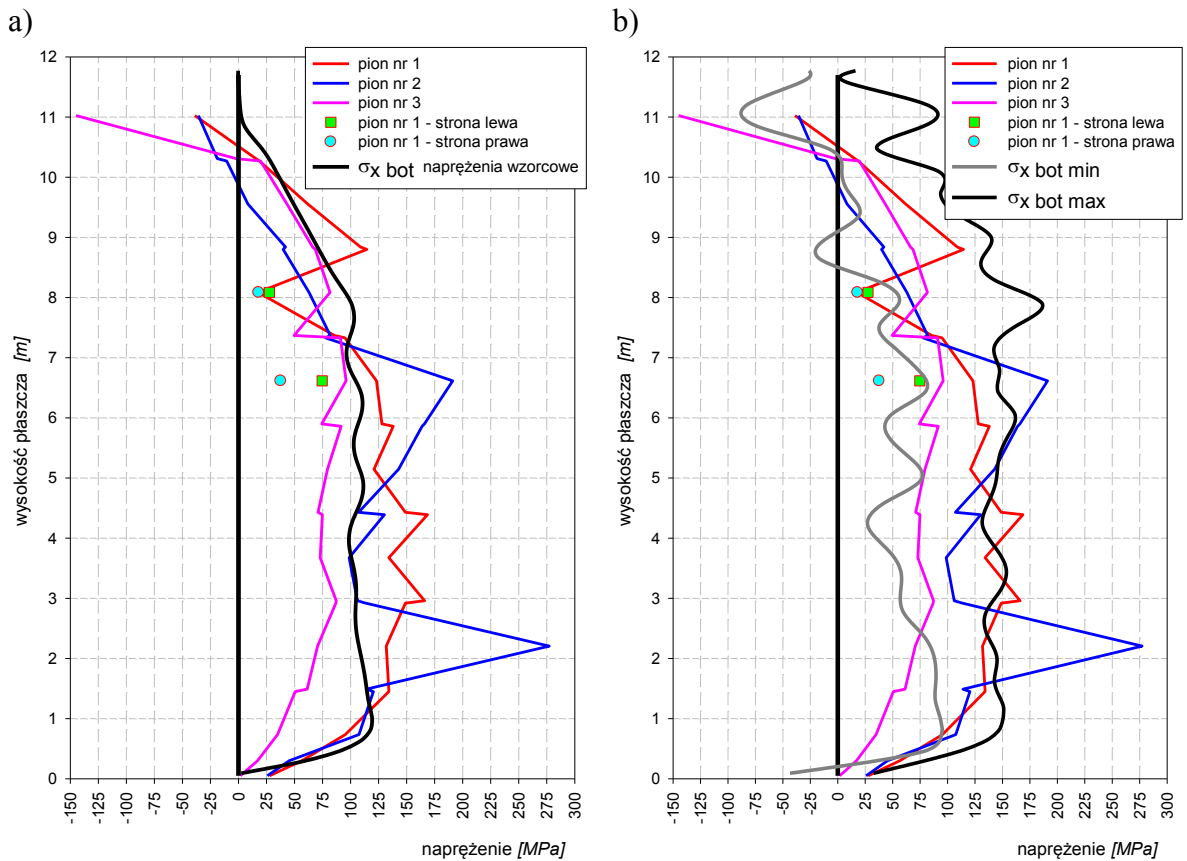 a)
12
11
10
9
8
7
6
5
4
3
2
1
0
wysokość płaszcza [m]
pion nr 1
pion nr 2
pion nr 3
pion nr 1 - strona lewa
pion nr 1 - strona prawa
σx bot naprężenia wzorcowe
-150 -125 -100 -75 -50 -25 0 25 50 75 100 125 150 175 200 225 250 275 300
naprężenie [MPa]
b)
12
11
10
9
8
7
6
5
4
3
2
1
0
wysokość płaszcza [m]
pion nr 1
pion nr 2
pion nr 3
pion nr 1 - strona lewa
pion nr 1 - strona prawa
σx bot min
σx bot max
-150 -125 -100 -75 -50 -25 0 25 50 75 100 125 150 175 200 225 250 275 300
naprężenie [MPa]